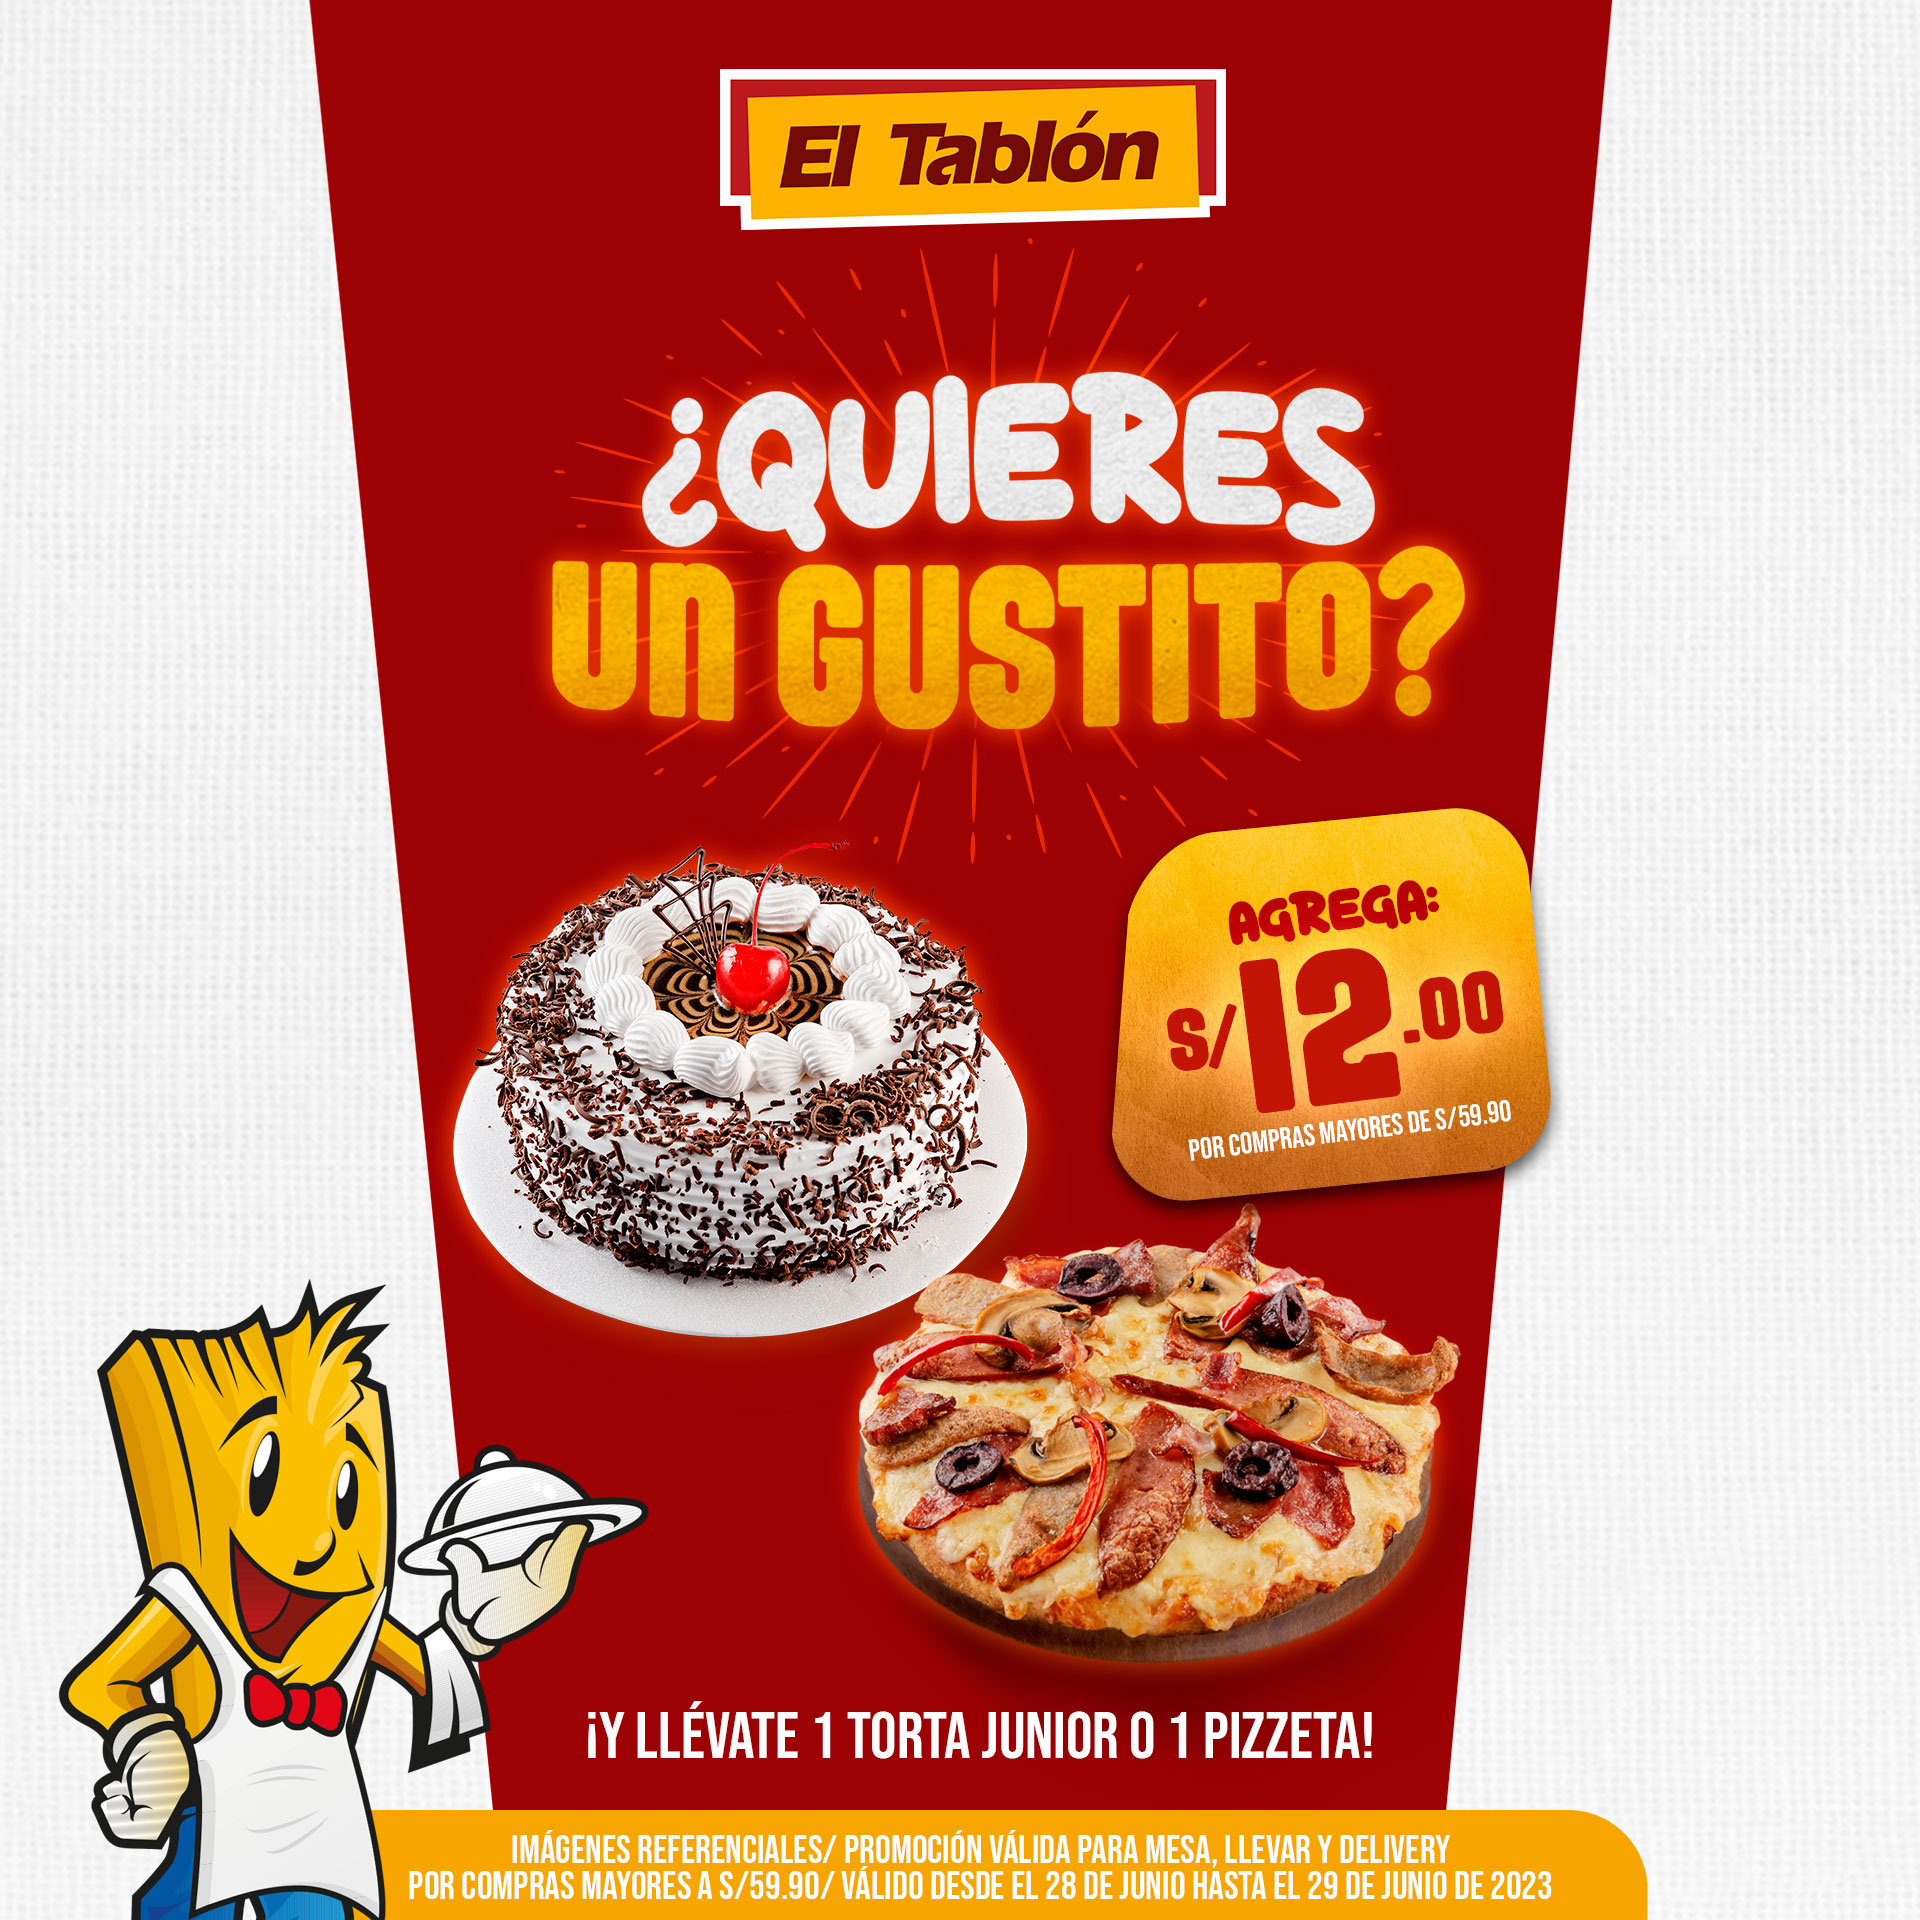 El Tablón
¿QUIERES
UN GUSTITO?
AGREGA:
S/12.00
POR COMPRAS MAYORES DE S/59.90
¡Y LLÉVATE 1 TORTA JUNIOR O 1 PIZZETA!
IMÁGENES REFERENCIALES/ PROMOCIÓN VÁLIDA PARA MESA, LLEVAR Y DELIVERY
POR COMPRAS MAYORES A S/59.90/ VÁLIDO DESDE EL 28 DE JUNIO HASTA EL 29 DE JUNIO DE 2023